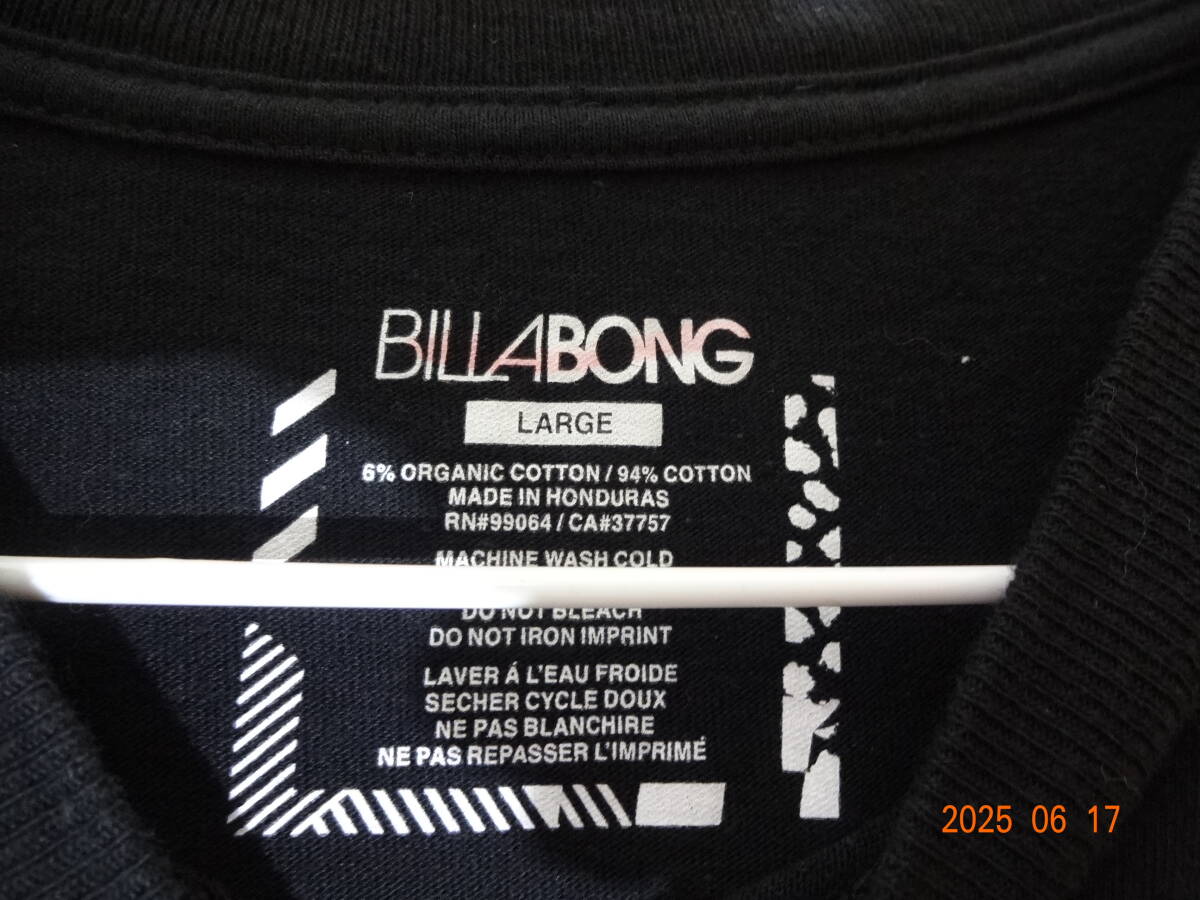 BILLABONG
LARGE
6% ORGANIC COTTON / 94% COTTON
MADE IN HONDURAS
RN#99064 / CA#37757
MACHINE WASH COLD
DO NOT BLEACH
DO NOT IRON IMPRINT
LAVER Á L'EAU FROIDE
SECHER CYCLE DOUX
NE PAS BLANCHIRE
NE PAS REPASSER L'IMPRIMÉ
2025 06 17